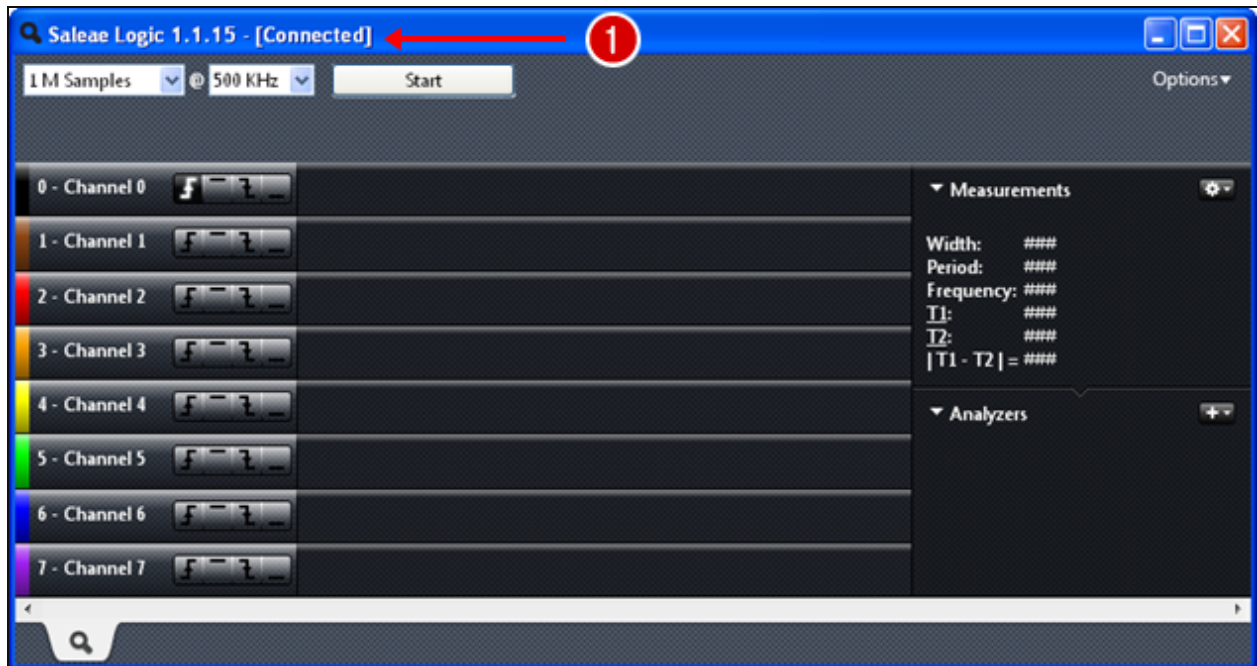 Saleae Logic 1.1.15 - [Connected]
1
1 M Samples @ 500 KHz Start Options
0 - Channel 0
1 - Channel 1
2 - Channel 2
3 - Channel 3
4 - Channel 4
5 - Channel 5
6 - Channel 6
7 - Channel 7
Measurements
Width: ###
Period: ###
Frequency: ###
T1: ###
T2: ###
| T1 - T2 | = ###
Analyzers